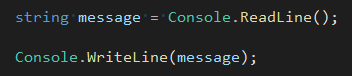 string message = Console.ReadLine();
Console.WriteLine(message);